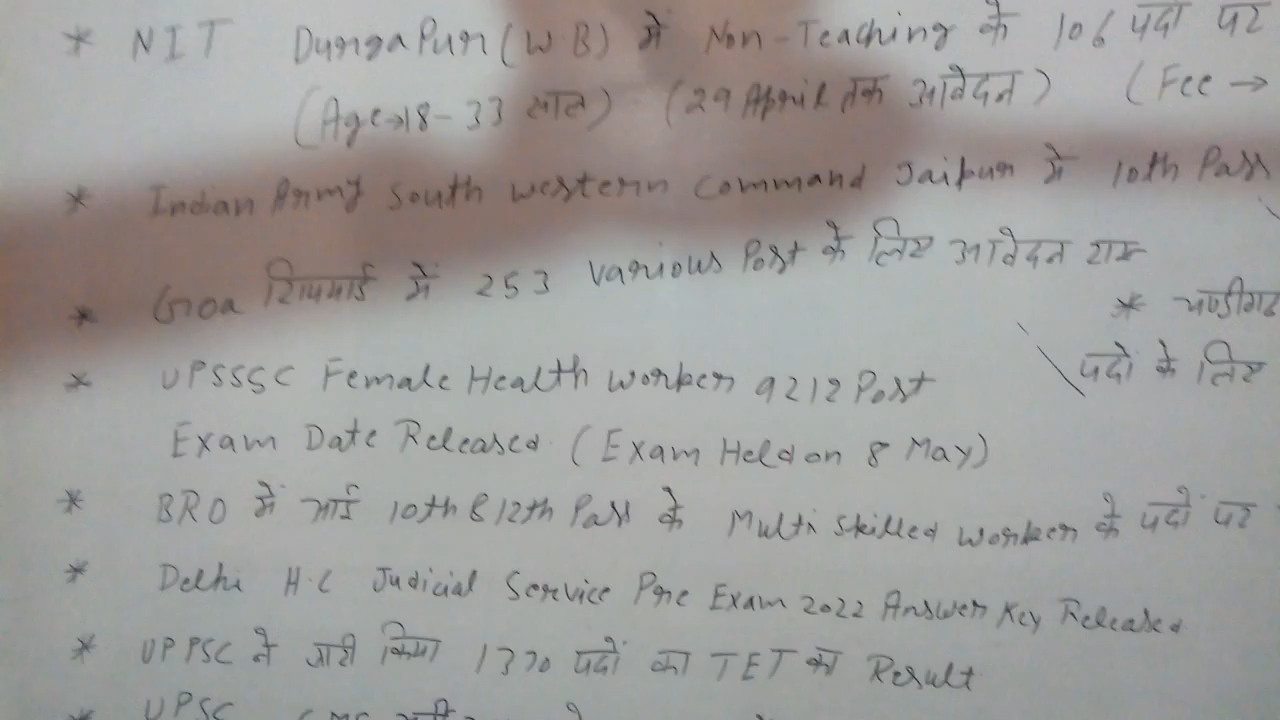 * NIT DurgaPur (W.B) में Non-Teaching के 106 पदों पर
(Age→18-33 साल) (29 April तक आवेदन) (Fee →
* Indian Army South western Command Jaipur में 10th Pass
* Goa शिपयार्ड में 253 various Post के लिए आवेदन
* चण्डीगढ
पदो के लिए
* UPSSSC Female Health worker 9212 Post
Exam Date Released (Exam Held on 8 May)
* BRO में आई 10th & 12th Pass के Multi Skilled worker के पदों पर
* Delhi H.C Judicial Service Pre Exam 2022 Answer Key Released
* UPPSC ने जारी किया 1370 पदों का TET का Result
* UPSC